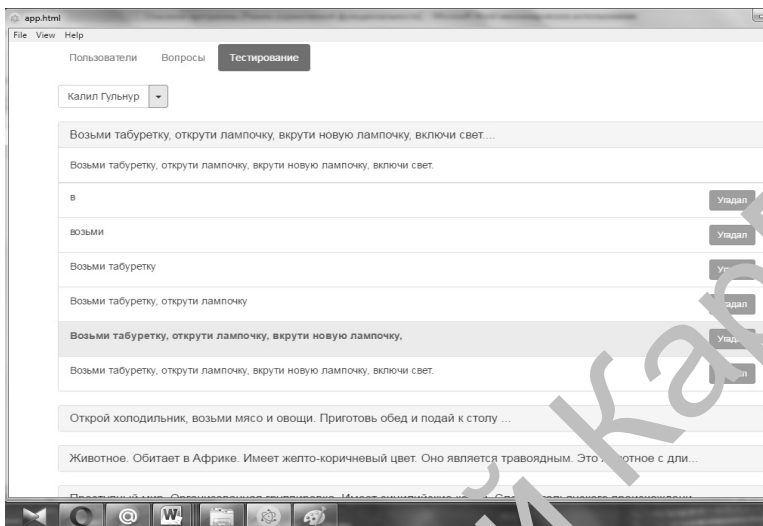 app.html
File View Help
Пользователи Вопросы Тестирование
Калил Гульнур
Возьми табуретку, открути лампочку, вкрути новую лампочку, включи свет....
Возьми табуретку, открути лампочку, вкрути новую лампочку, включи свет.
в Угадал
возьми Угадал
Возьми табуретку
Возьми табуретку, открути лампочку
Возьми табуретку, открути лампочку, вкрути новую лампочку,
Возьми табуретку, открути лампочку, вкрути новую лампочку, включи свет.
Открой холодильник, возьми мясо и овощи. Приготовь обед и подай к столу ...
Животное. Обитает в Африке. Имеет желто-коричневый цвет. Оно является травоядным. Это с дли...